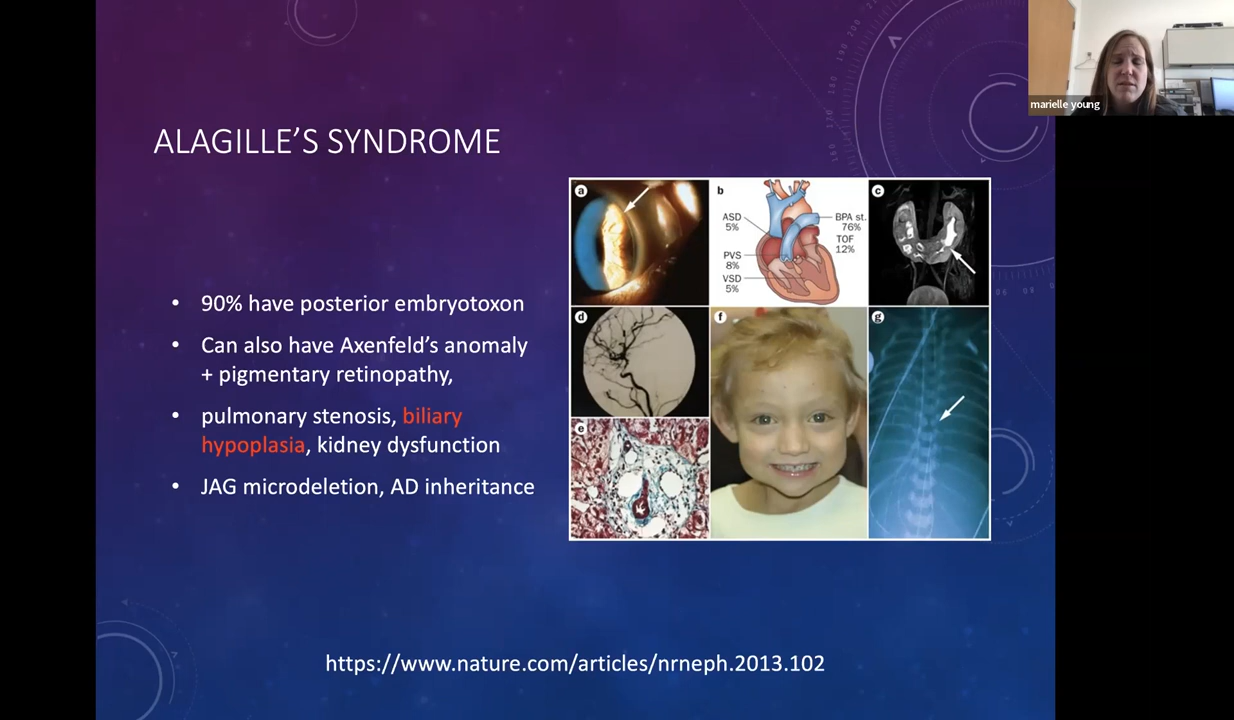 marielle young
ALAGILLE'S SYNDROME
• 90% have posterior embryotoxon
• Can also have Axenfeld's anomaly
+ pigmentary retinopathy,
• pulmonary stenosis, biliary
hypoplasia, kidney dysfunction
• JAG microdeletion, AD inheritance
a
b
ASD
5%
PVS
8%
VSD
5%
BPA st.
76%
TOF
12%
c
d
e
f
g
https://www.nature.com/articles/nrneph.2013.102